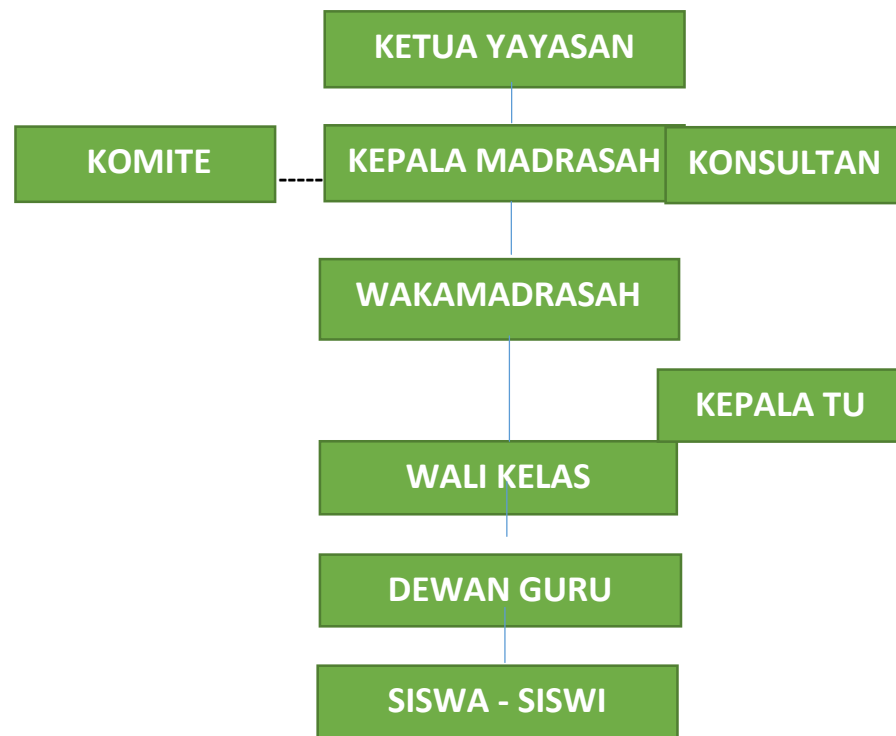 KETUA YAYASAN
KOMITE
KEPALA MADRASAH
KONSULTAN
WAKAMADRASAH
KEPALA TU
WALI KELAS
DEWAN GURU
SISWA - SISWI